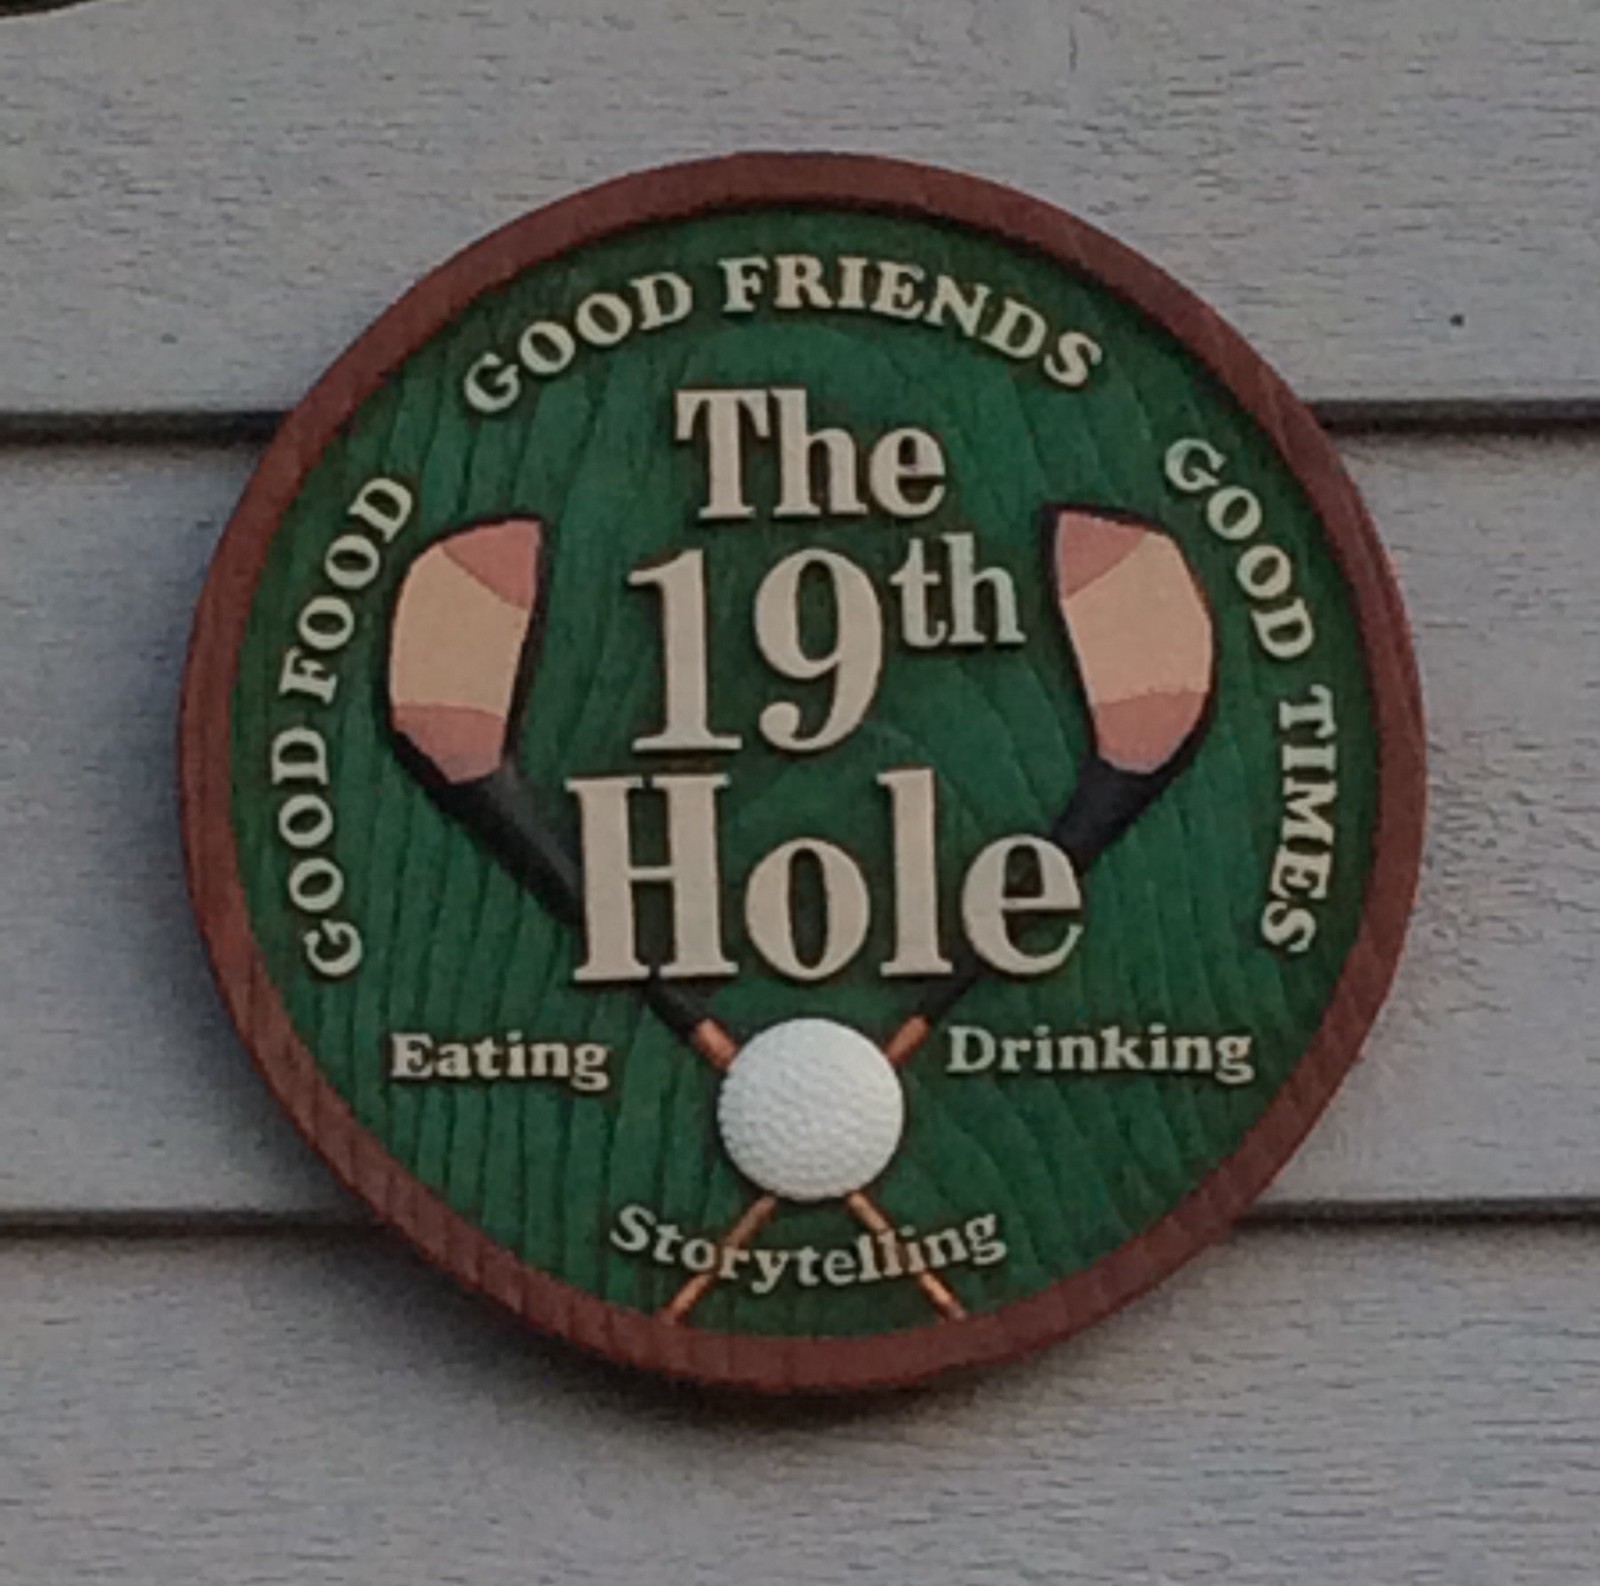 GOOD FOOD
GOOD FRIENDS
GOOD TIMES
The
19th
Hole
Eating
Drinking
Storytelling